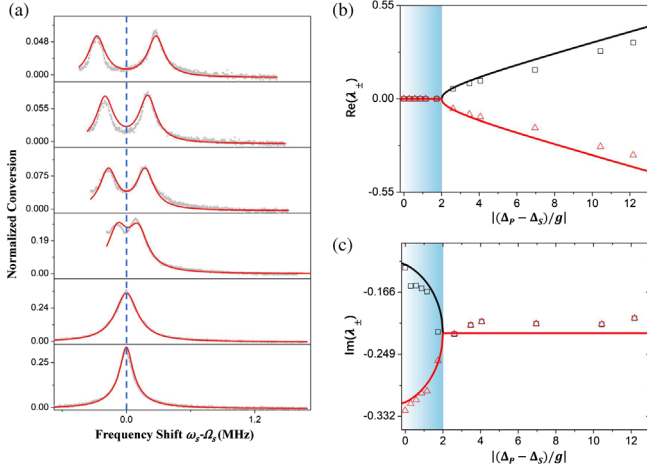 (a)
0.048
0.000
0.055
0.000
0.075
0.000
0.19
0.00
0.24
0.00
0.25
0.00
0.0
1.2
Normalized Conversion
Frequency Shift ωs-Ωs (MHz)
(b)
0.55
0.00
-0.55
Re(λ±)
0 2 4 6 8 10 12
|(ΔP − ΔS)/g|
(c)
-0.166
-0.249
-0.332
Im(λ±)
0 2 4 6 8 10 12
|(ΔP − ΔS)/g|